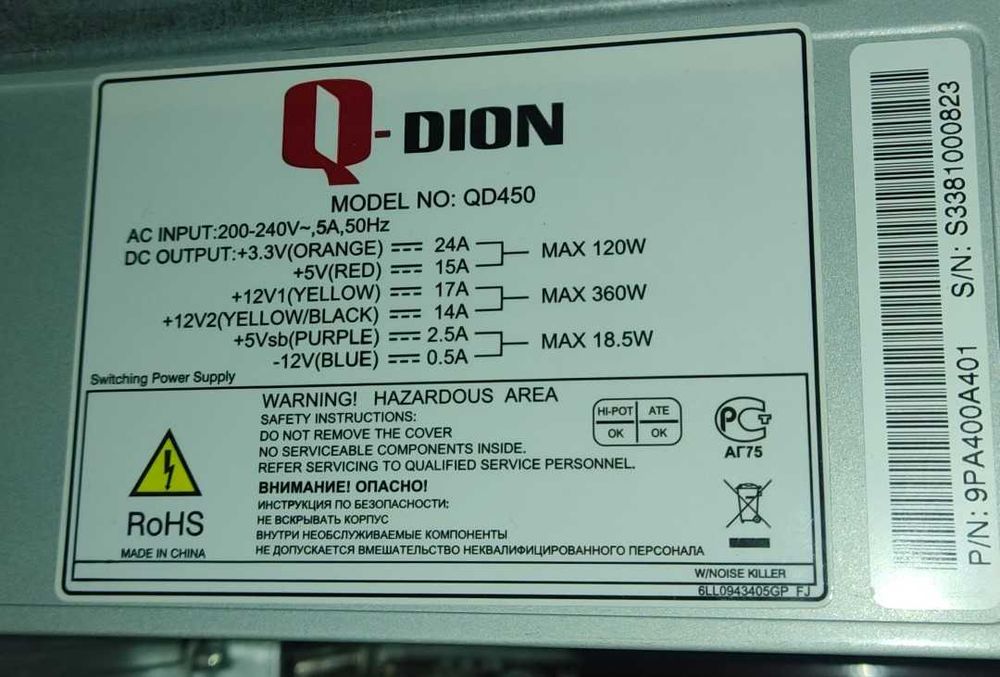 Q-DION
MODEL NO: QD450
AC INPUT:200-240V~,5A,50Hz
DC OUTPUT:+3.3V(ORANGE) 24A MAX 120W
+5V(RED) 15A
+12V1(YELLOW) 17A MAX 360W
+12V2(YELLOW/BLACK) 14A
+5Vsb(PURPLE) 2.5A MAX 18.5W
-12V(BLUE) 0.5A
Switching Power Supply
WARNING! HAZARDOUS AREA
SAFETY INSTRUCTIONS:
DO NOT REMOVE THE COVER
NO SERVICEABLE COMPONENTS INSIDE.
REFER SERVICING TO QUALIFIED SERVICE PERSONNEL.
ВНИМАНИЕ! ОПАСНО!
ИНСТРУКЦИЯ ПО БЕЗОПАСНОСТИ:
НЕ ВСКРЫВАТЬ КОРПУС
ВНУТРИ НЕОБСЛУЖИВАЕМЫЕ КОМПОНЕНТЫ
НЕ ДОПУСКАЕТСЯ ВМЕШАТЕЛЬСТВО НЕКВАЛИФИЦИРОВАННОГО ПЕРСОНАЛА
RoHS
MADE IN CHINA
HI-POT ATE
OK OK
РСТ
АГ75
W/NOISE KILLER
6LL0943405GP FJ
P/N: 9PA400A401 S/N: S3381000823